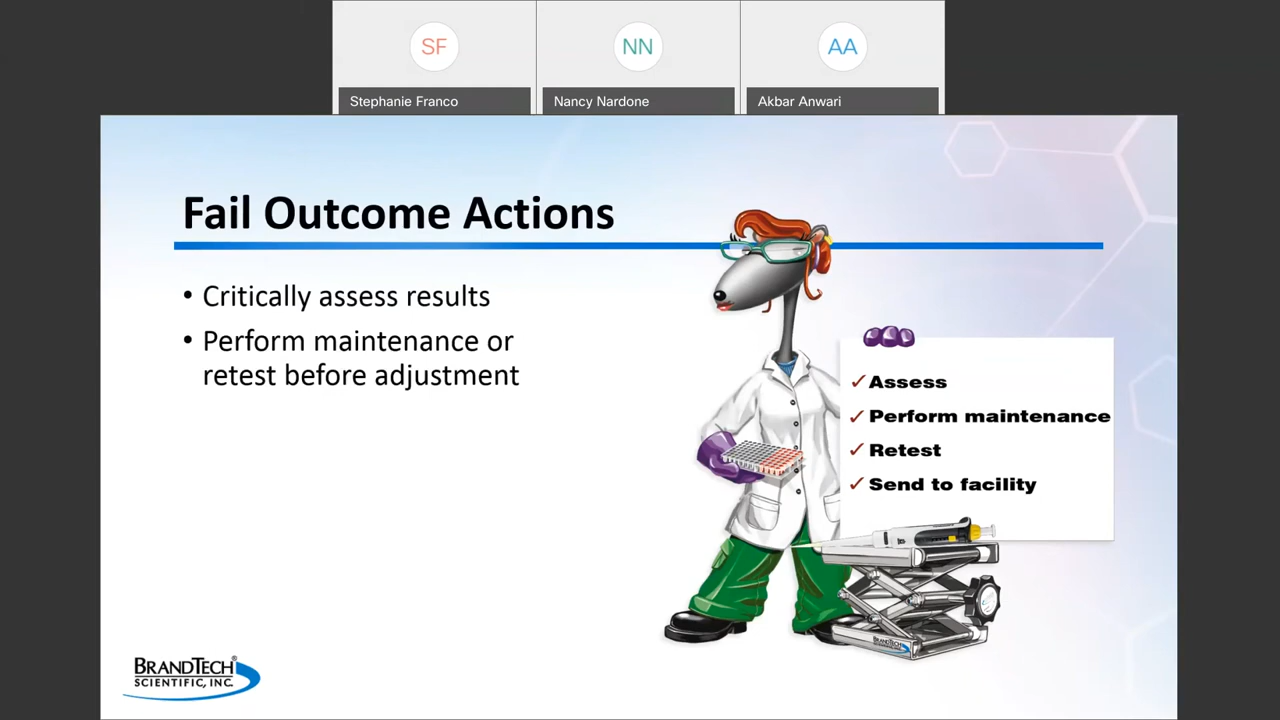 SF
NN
AA
Stephanie Franco
Nancy Nardone
Akbar Anwari
Fail Outcome Actions
• Critically assess results
• Perform maintenance or
retest before adjustment
✓ Assess
✓ Perform maintenance
✓ Retest
✓ Send to facility
BRANDTECH
BRANDTECH®
SCIENTIFIC, INC.